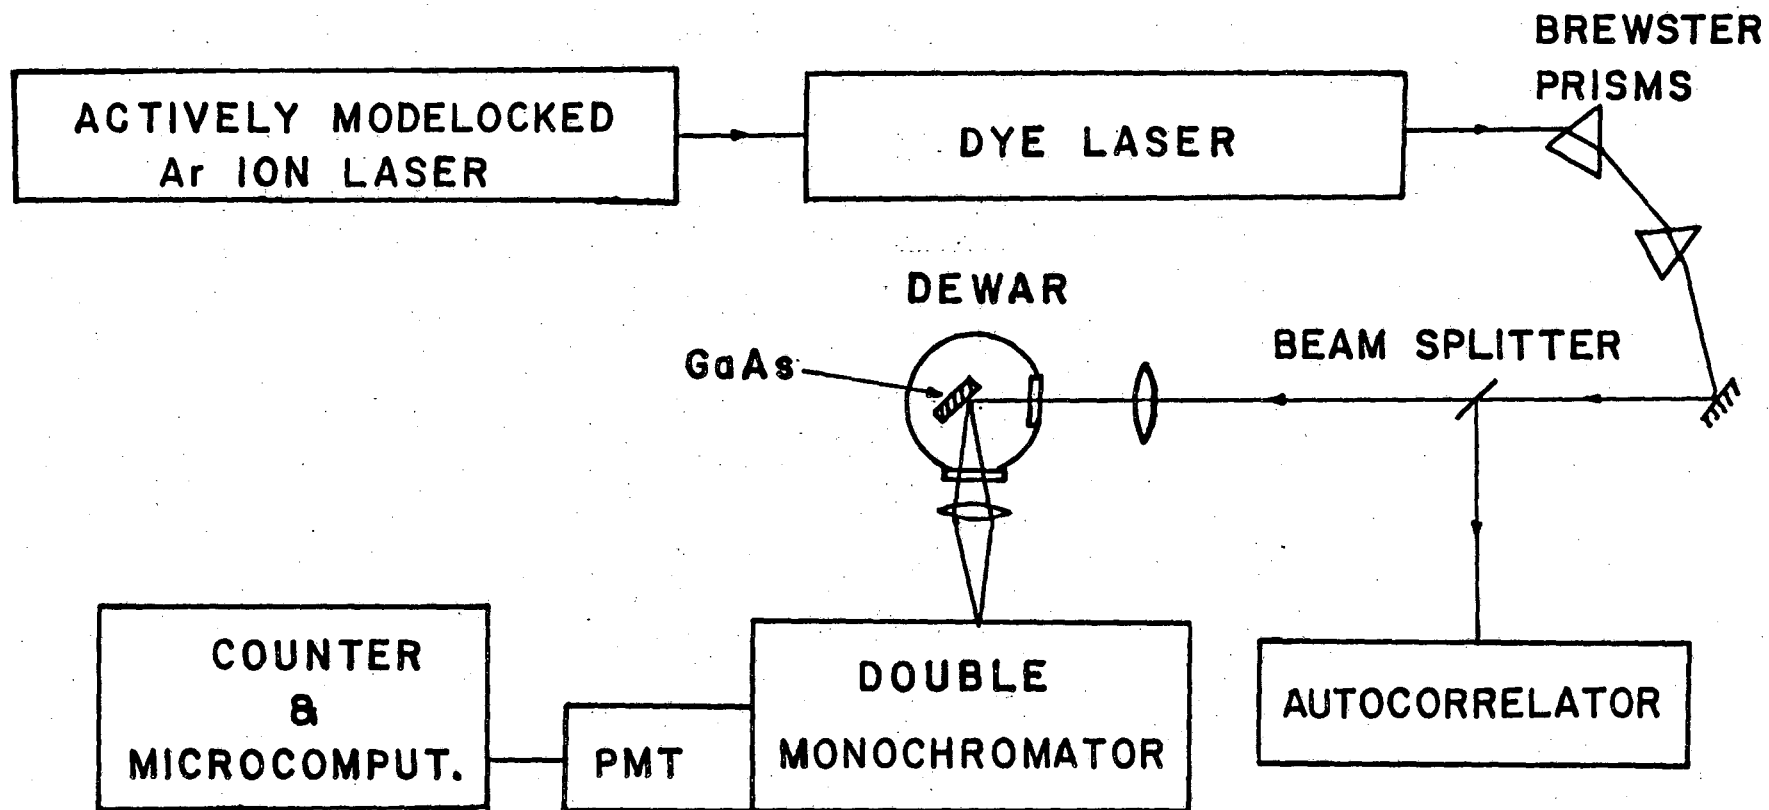 BREWSTER
PRISMS
ACTIVELY MODELOCKED
Ar ION LASER
DYE LASER
DEWAR
GaAs
BEAM SPLITTER
COUNTER
&
MICROCOMPUT.
PMT
DOUBLE
MONOCHROMATOR
AUTOCORRELATOR